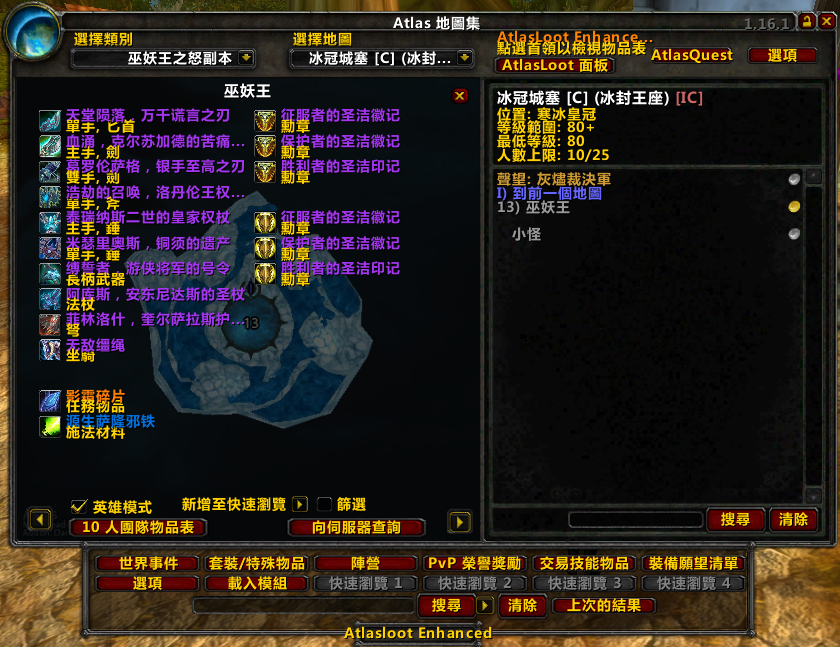 Atlas 地圖集
1.16.1
選擇類別
巫妖王之怒副本
選擇地圖
冰冠城塞 [C] (冰封...
AtlasLoot Enhance...
點選首領以檢視物品表
AtlasLoot 面板
AtlasQuest
選項
巫妖王
天堂陨落，万千谎言之刃
單手, 匕首
血涌，克尔苏加德的苦痛...
主手, 劍
葛罗伦萨格，银手至高之刃
雙手, 劍
浩劫的召唤，洛丹伦王权...
單手, 斧
泰瑞纳斯二世的皇家权杖
主手, 錘
米瑟里奥斯，铜须的遗产
單手, 錘
缚誓者，游侠将军的号令
長柄武器
阿库斯，安东尼达斯的圣杖
法杖
菲林洛什，奎尔萨拉斯护...
弩
无敌缰绳
坐騎
影霜碎片
任務物品
源生萨隆邪铁
施法材料
征服者的圣洁徽记
勳章
保护者的圣洁徽记
勳章
胜利者的圣洁印记
勳章
征服者的圣洁徽记
勳章
保护者的圣洁徽记
勳章
胜利者的圣洁印记
勳章
13
英雄模式
新增至快速瀏覽
篩選
10 人團隊物品表
向伺服器查詢
冰冠城塞 [C] (冰封王座) [IC]
位置: 寒冰皇冠
等級範圍: 80+
最低等級: 80
人數上限: 10/25
聲望: 灰燼裁決軍
I) 到前一個地圖
13) 巫妖王
小怪
搜尋
清除
世界事件
套裝/特殊物品
陣營
PvP 榮譽獎勵
交易技能物品
裝備願望清單
選項
載入模組
快速瀏覽 1
快速瀏覽 2
快速瀏覽 3
快速瀏覽 4
搜尋
清除
上次的結果
Atlasloot Enhanced